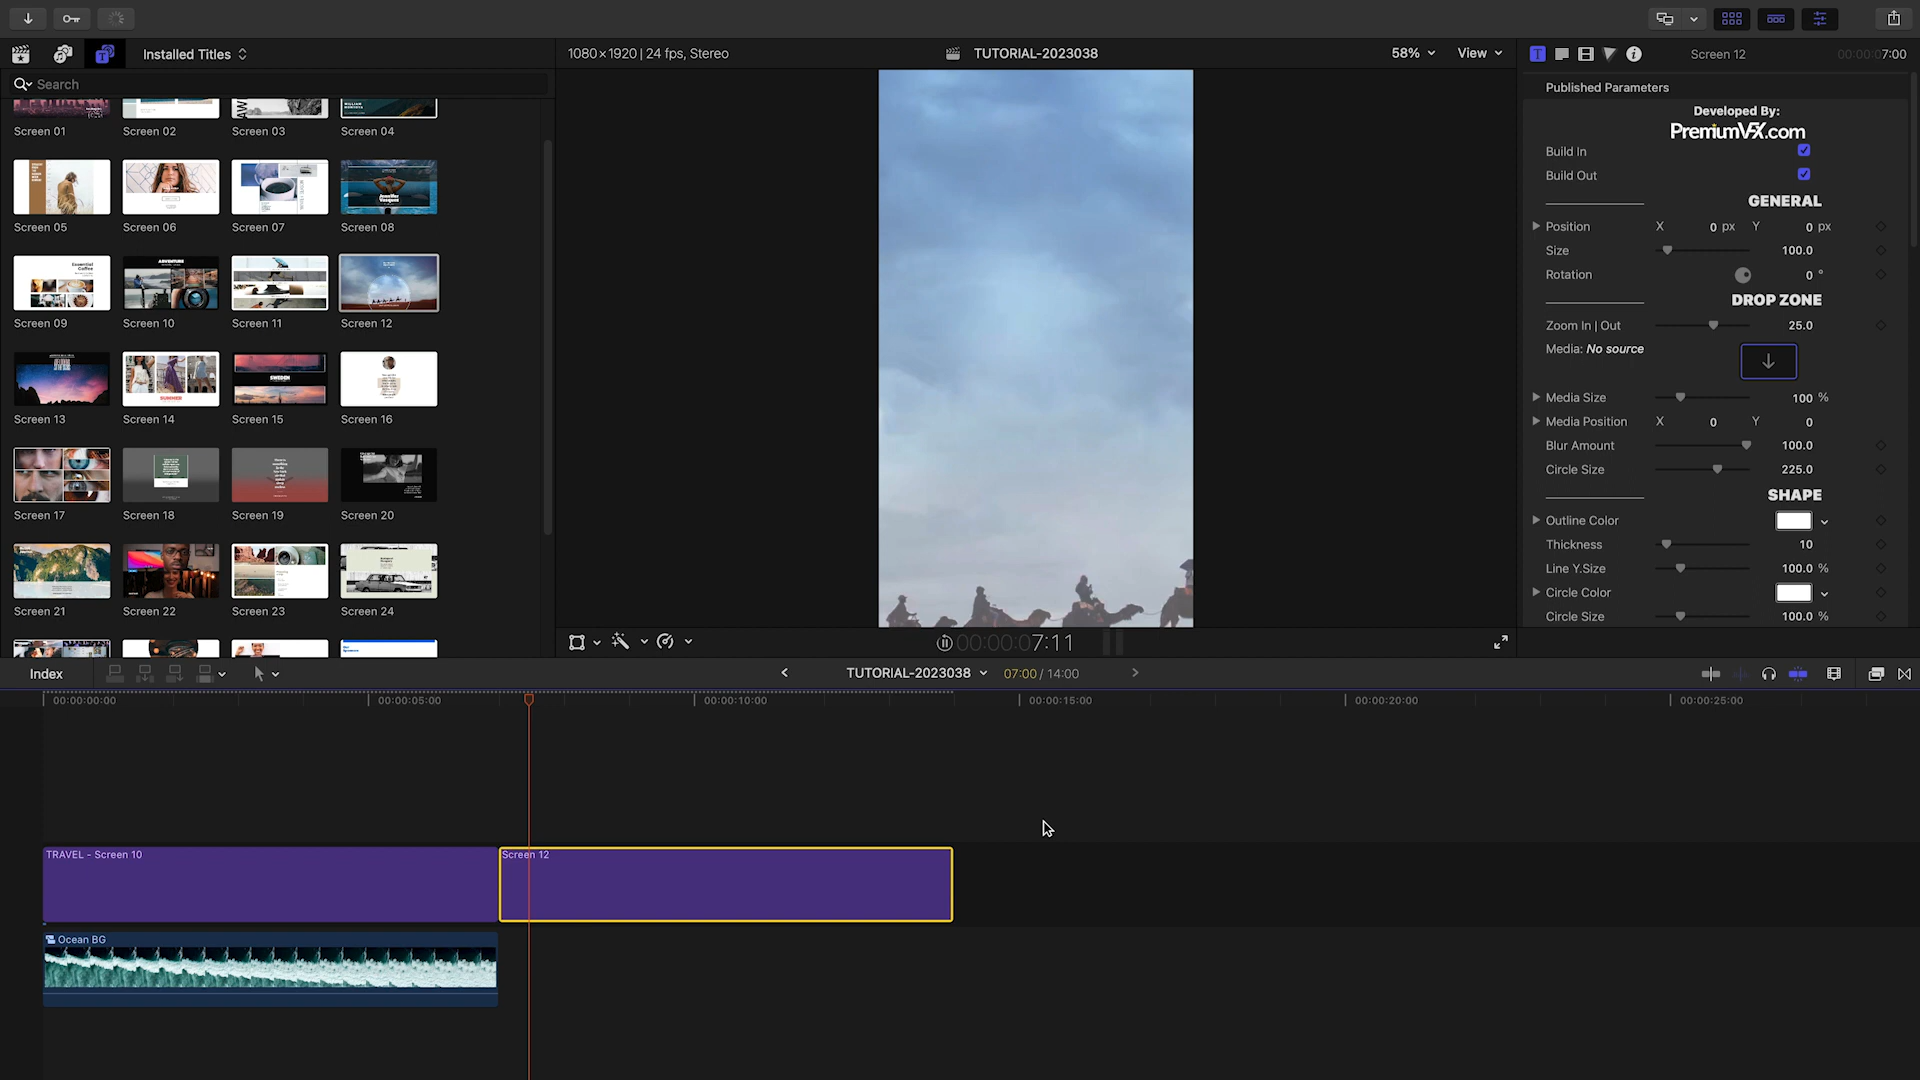 Installed Titles
Search
Screen 01
Screen 02
Screen 03
Screen 04
Screen 05
Screen 06
Screen 07
Screen 08
Screen 09
Screen 10
Screen 11
Screen 12
Screen 13
Screen 14
Screen 15
Screen 16
Screen 17
Screen 18
Screen 19
Screen 20
Screen 21
Screen 22
Screen 23
Screen 24
1080×1920 | 24 fps, Stereo
TUTORIAL-2023038
58%
View
00:00:07:11
Screen 12
00:00:07:00
Published Parameters
Developed By:
PremiumVFX.com
Build In
Build Out
GENERAL
Position X 0 px Y 0 px
Size 100.0
Rotation 0 °
DROP ZONE
Zoom In | Out 25.0
Media: No source
Media Size 100 %
Media Position X 0 Y 0
Blur Amount 100.0
Circle Size 225.0
SHAPE
Outline Color
Thickness 10
Line Y.Size 100.0 %
Circle Color
Circle Size 100.0 %
Index
TUTORIAL-2023038
07:00 / 14:00
00:00:00:00
00:00:05:00
00:00:10:00
00:00:15:00
00:00:20:00
00:00:25:00
TRAVEL - Screen 10
Screen 12
Ocean BG